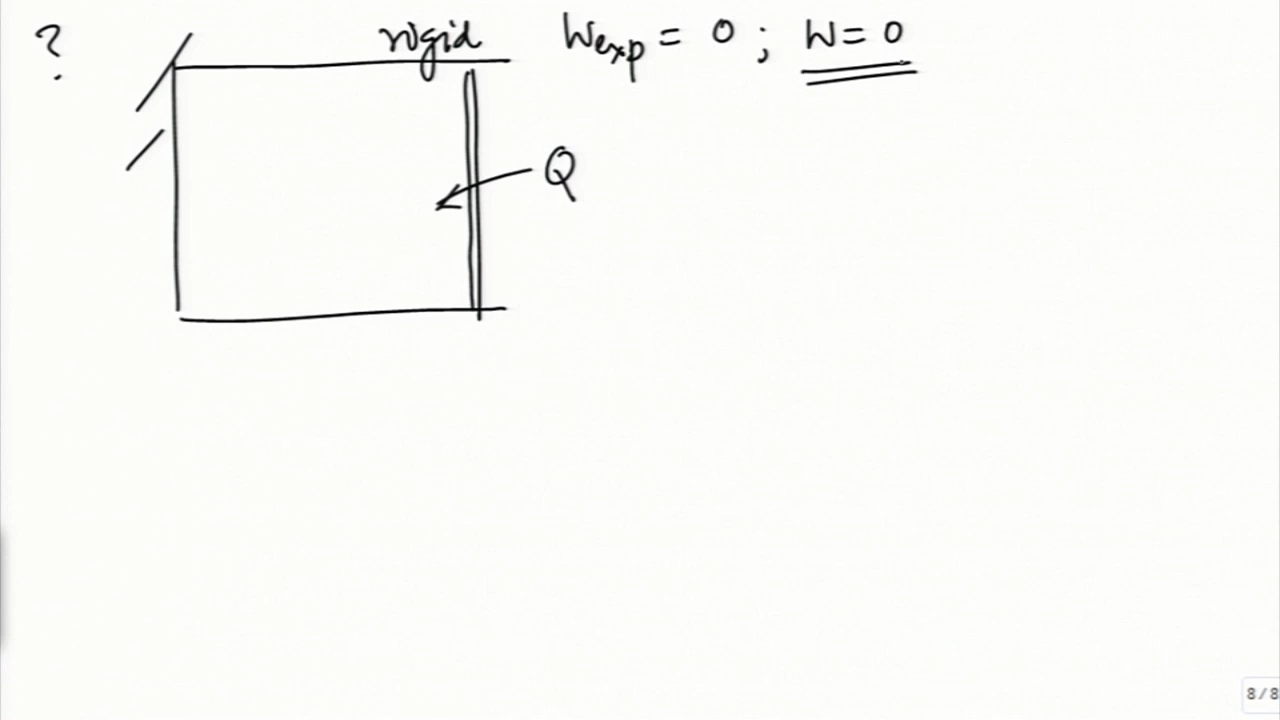 ?
rigid
Wexp = 0 ; W = 0
Q
8/8